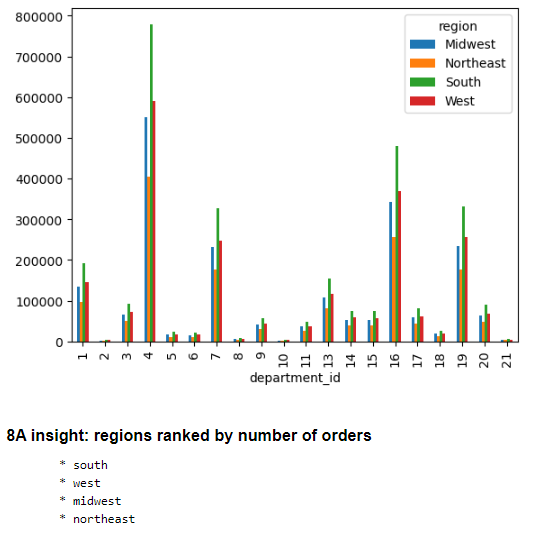 800000
700000
600000
500000
400000
300000
200000
100000
0
region
Midwest
Northeast
South
West
1 2 3 4 5 6 7 8 9 10 11 13 14 15 16 17 18 19 20 21
department_id
8A insight: regions ranked by number of orders
* south
* west
* midwest
* northeast